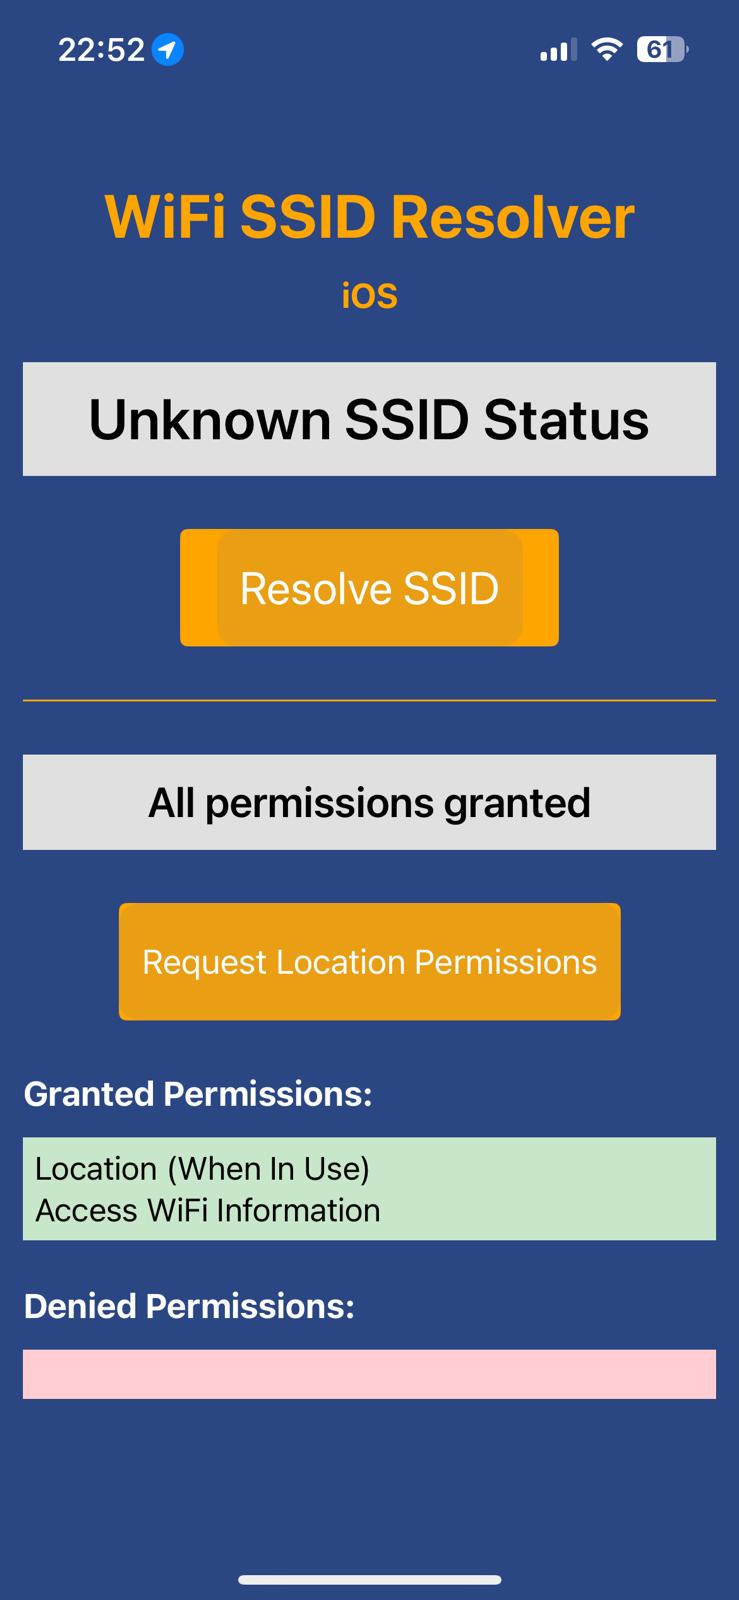 22:52
61
WiFi SSID Resolver
iOS
Unknown SSID Status
Resolve SSID
All permissions granted
Request Location Permissions
Granted Permissions:
Location (When In Use)
Access WiFi Information
Denied Permissions: